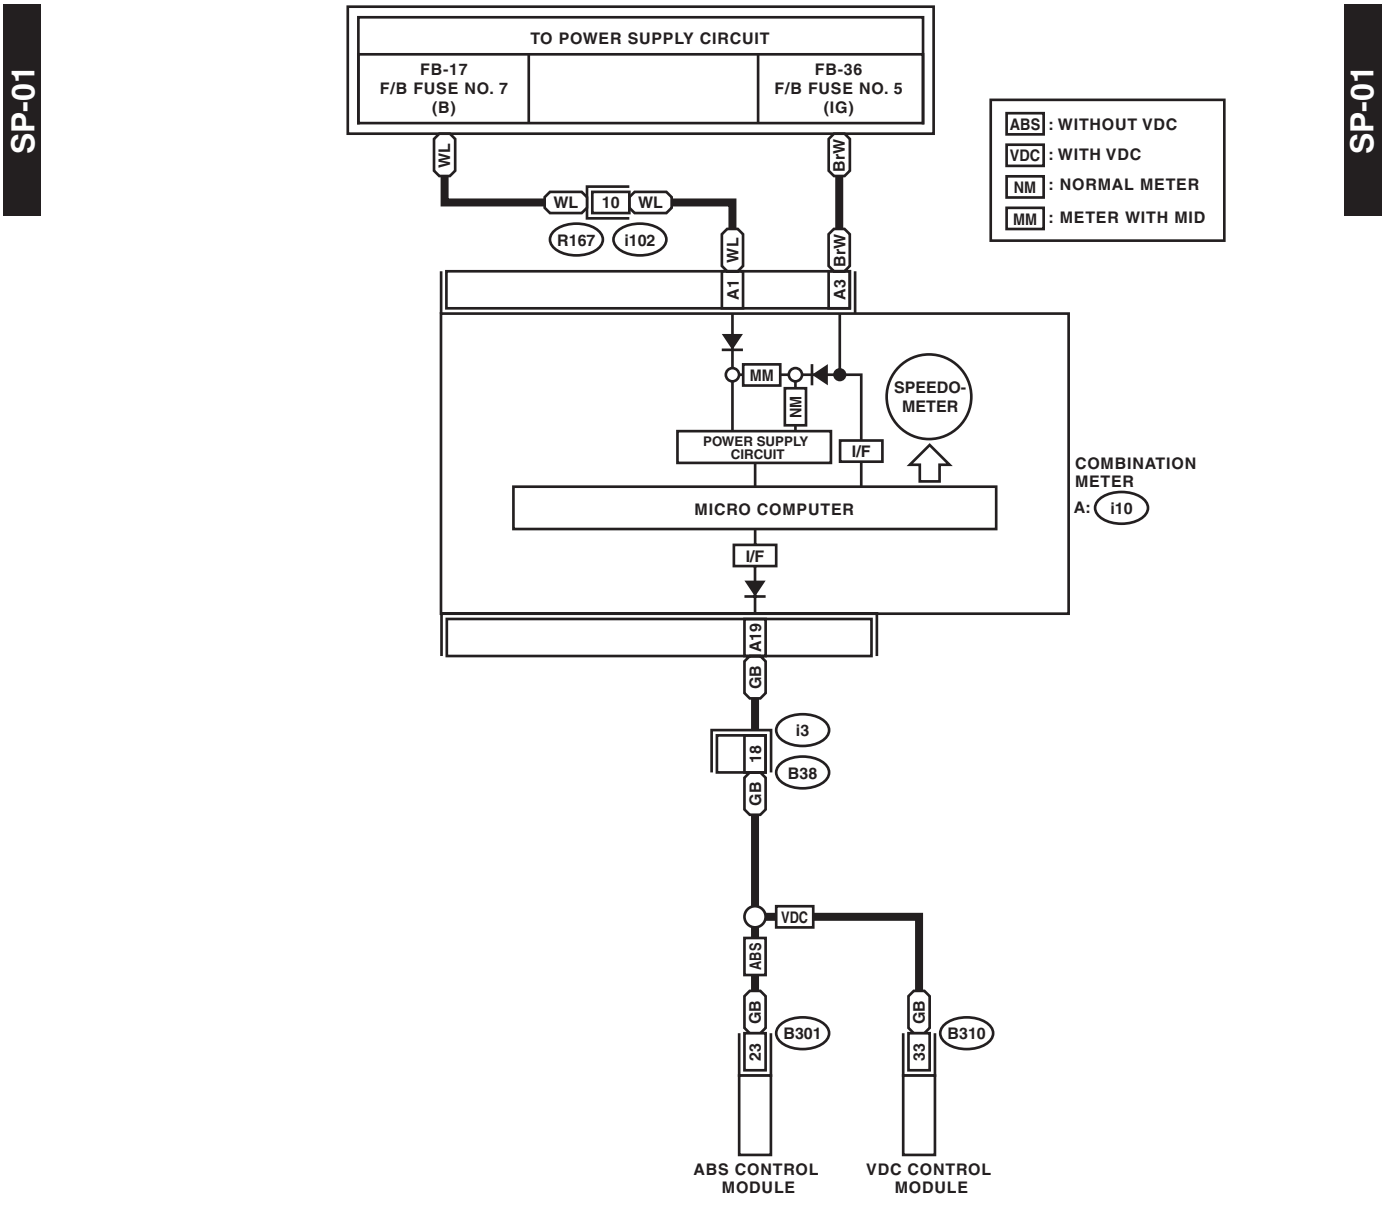 SP-01
SP-01
TO POWER SUPPLY CIRCUIT
FB-17
F/B FUSE NO. 7
(B)
FB-36
F/B FUSE NO. 5
(IG)
ABS : WITHOUT VDC
VDC : WITH VDC
NM : NORMAL METER
MM : METER WITH MID
WL
BrW
WL 10 WL
R167 i102
WL
BrW
A1
A3
MM
NM
SPEEDO-
METER
POWER SUPPLY
CIRCUIT
I/F
MICRO COMPUTER
COMBINATION
METER
A: i10
I/F
A19
GB
i3
18
B38
GB
VDC
ABS
GB
GB
B301
B310
23
33
ABS CONTROL
MODULE
VDC CONTROL
MODULE